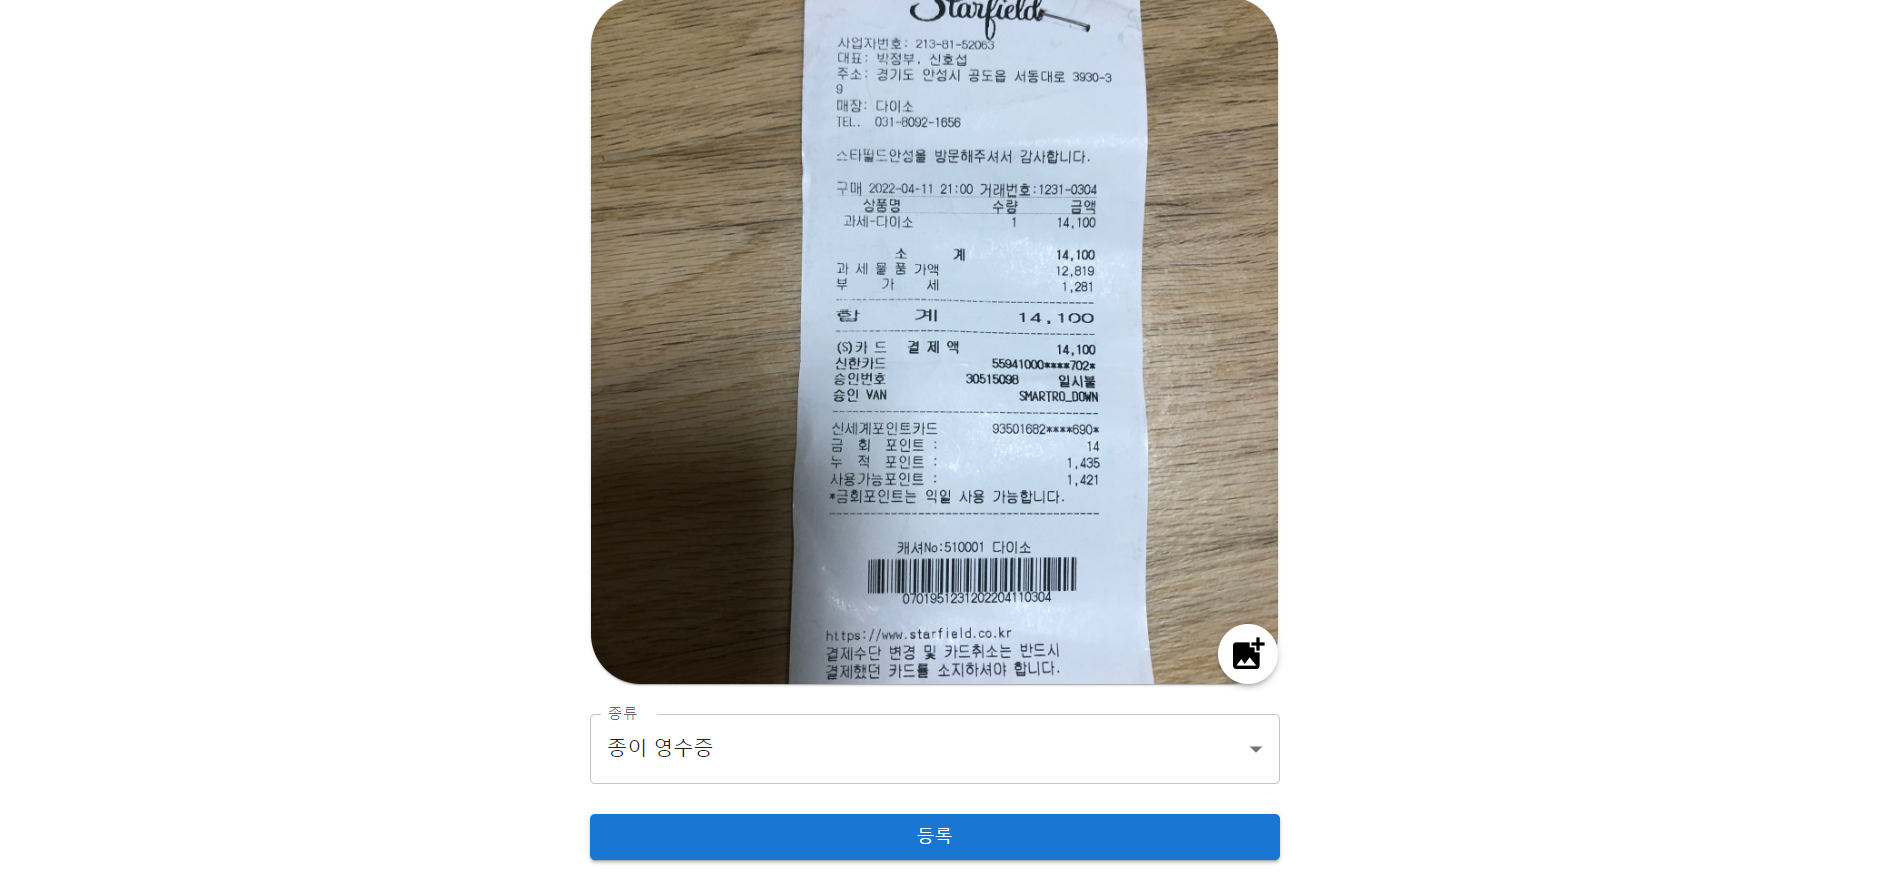 Starfield
사업자번호: 213-81-52063
대표: 박정부, 신호섭
주소: 경기도 안성시 공도읍 서동대로 3930-3
9
매장: 다이소
TEL. 031-8092-1656
스타필드안성을 방문해주셔서 감사합니다.
구매 2022-04-11 21:00 거래번호:1231-0304
상품명 수량 금액
과세-다이소 1 14,100
소 계 14,100
과 세 물 품 가액 12,819
부 가 세 1,281
합 계 14,100
(S)카 드 결 제 액 14,100
신한카드 55941000****702*
승인번호 30515098 일시불
승인 VAN SMARTRO_DOWN
신세계포인트카드 93501682****690*
금 회 포인트 : 14
누 적 포인트 : 1,435
사용가능포인트 : 1,421
*금회포인트는 익일 사용 가능합니다.
캐셔No:510001 다이소
0701951231202204110304
https://www.starfield.co.kr
결제수단 변경 및 카드취소는 반드시
결제했던 카드를 소지하셔야 합니다.
종류
종이 영수증
등록